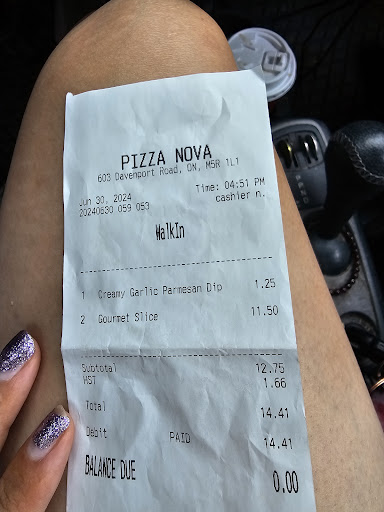 PIZZA NOVA
603 Davenport Road, ON, M5R 1L1
Jun 30, 2024 Time: 04:51 PM
20240630 059 053 cashier n.
WalkIn
1 Creamy Garlic Parmesan Dip 1.25
2 Gourmet Slice 11.50
Subtotal 12.75
HST 1.66
Total 14.41
Debit PAID 14.41
BALANCE DUE 0.00